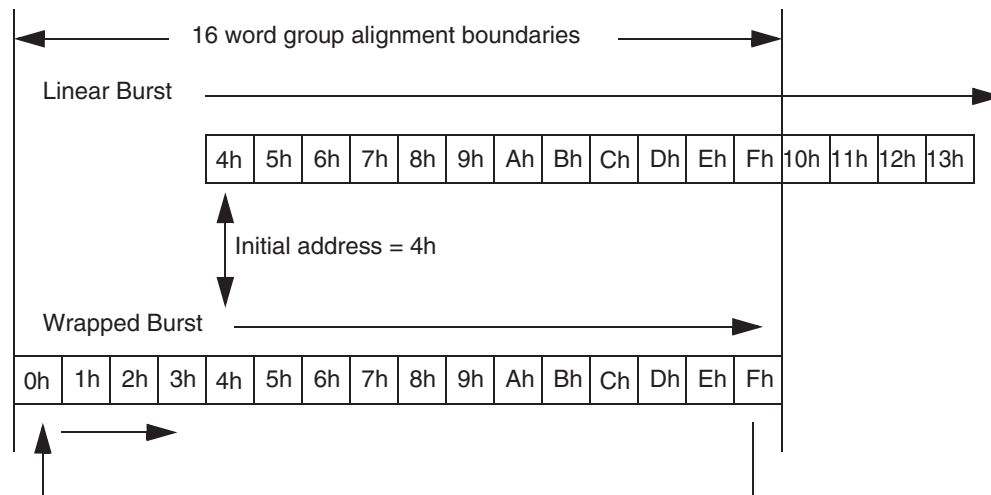 16 word group alignment boundaries
Linear Burst
4h 5h 6h 7h 8h 9h Ah Bh Ch Dh Eh Fh 10h 11h 12h 13h
Initial address = 4h
Wrapped Burst
0h 1h 2h 3h 4h 5h 6h 7h 8h 9h Ah Bh Ch Dh Eh Fh